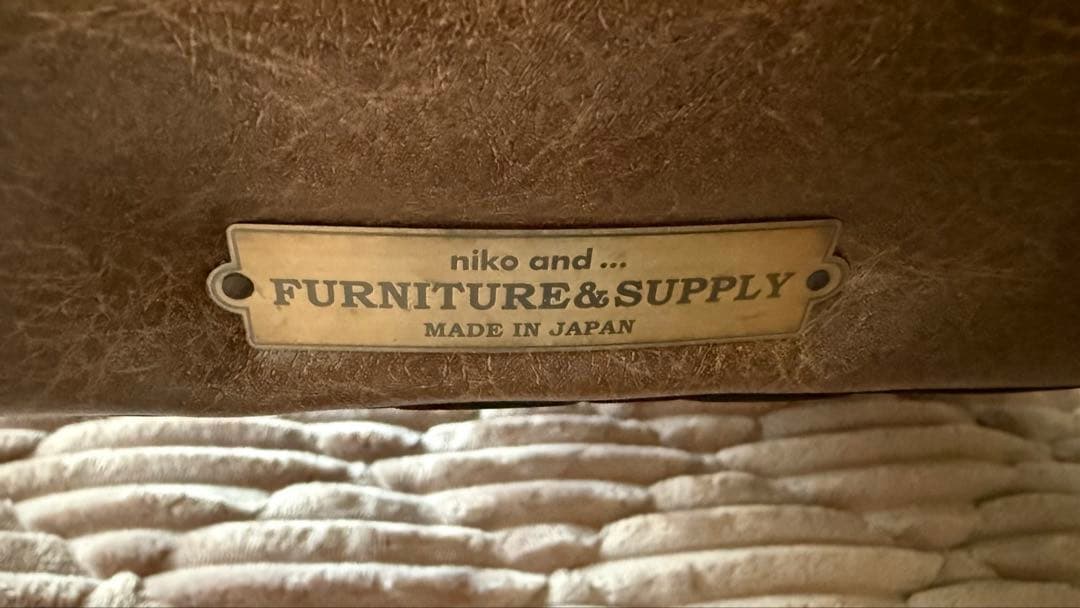 niko and ...
FURNITURE&SUPPLY
MADE IN JAPAN